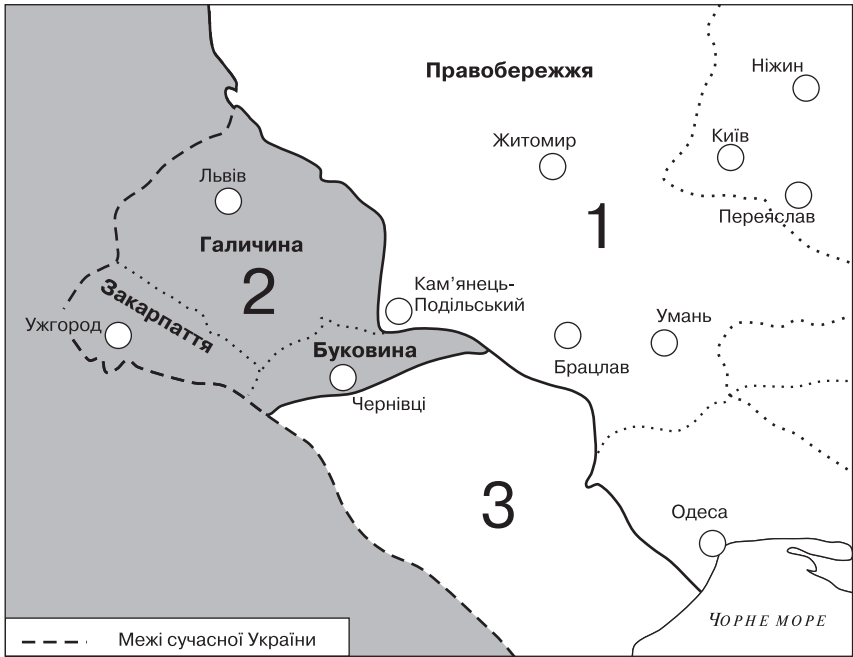 Правобережжя
Ніжин
Житомир
Київ
Львів
Переяслав
1
Галичина
2
Закарпаття
Кам’янець-
Подільський
Ужгород
Умань
Буковина
Брацлав
Чернівці
3
Одеса
ЧОРНЕ МОРЕ
Межі сучасної України